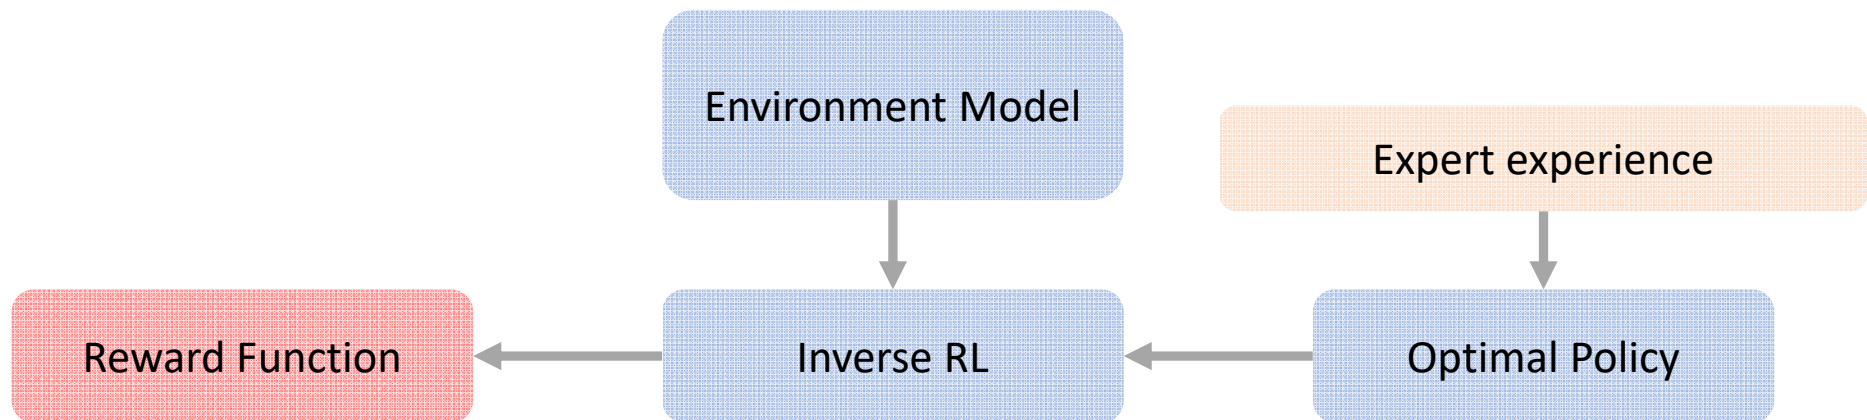 Environment Model
Expert experience
Reward Function
Inverse RL
Optimal Policy